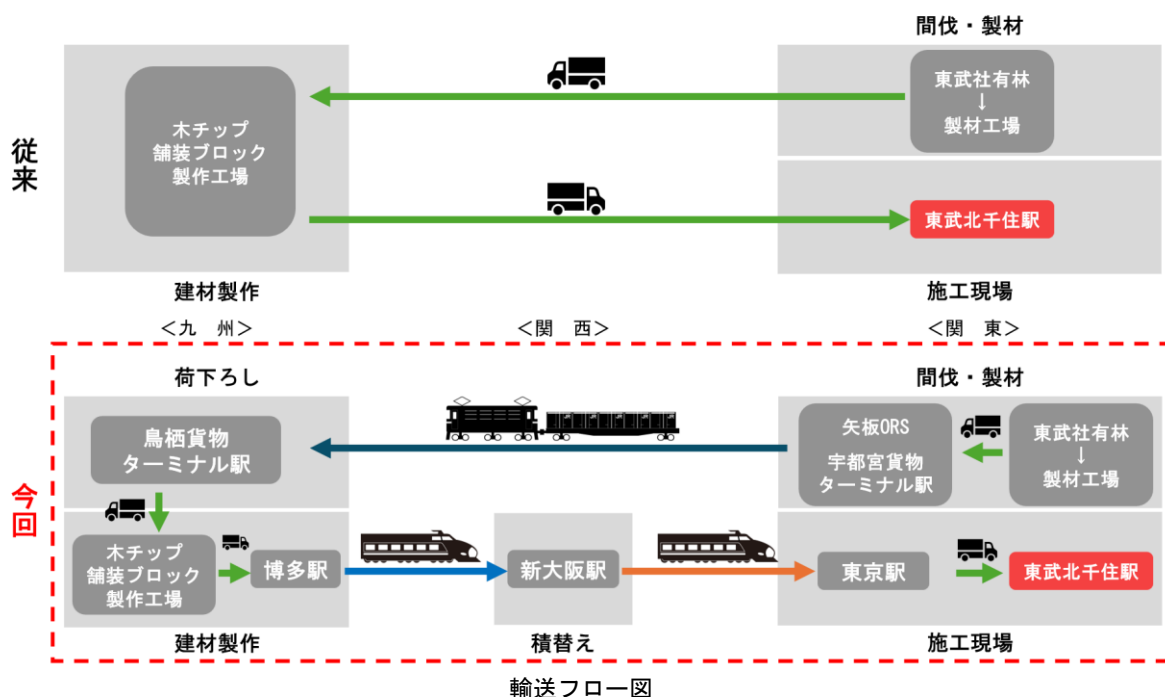 間伐・製材
従来
木チップ
舗装ブロック
製作工場
東武社有林
↓
製材工場
東武北千住駅
建材製作
施工現場
＜九　州＞
＜関　西＞
＜関　東＞
今回
荷下ろし
間伐・製材
鳥栖貨物
ターミナル駅
矢板ORS
宇都宮貨物
ターミナル駅
東武社有林
↓
製材工場
木チップ
舗装ブロック
製作工場
博多駅
新大阪駅
東京駅
東武北千住駅
建材製作
積替え
施工現場
輸送フロー図